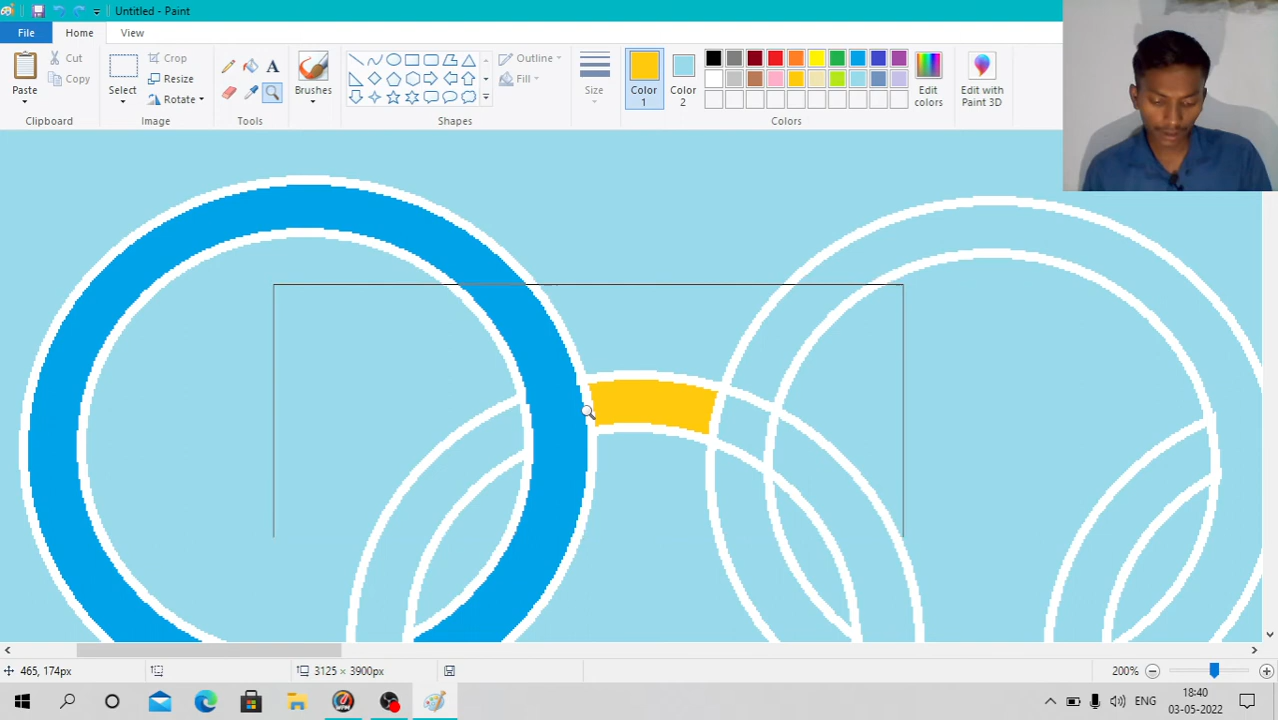 Untitled - Paint
File Home View
Cut
Crop
Outline
Copy
Resize
Fill
Paste Select Rotate Brushes Size Color 1 Color 2 Edit colors Edit with Paint 3D
Clipboard Image Tools Shapes Colors
465, 174px 3125 × 3900px 200%
ENG 18:40
03-05-2022